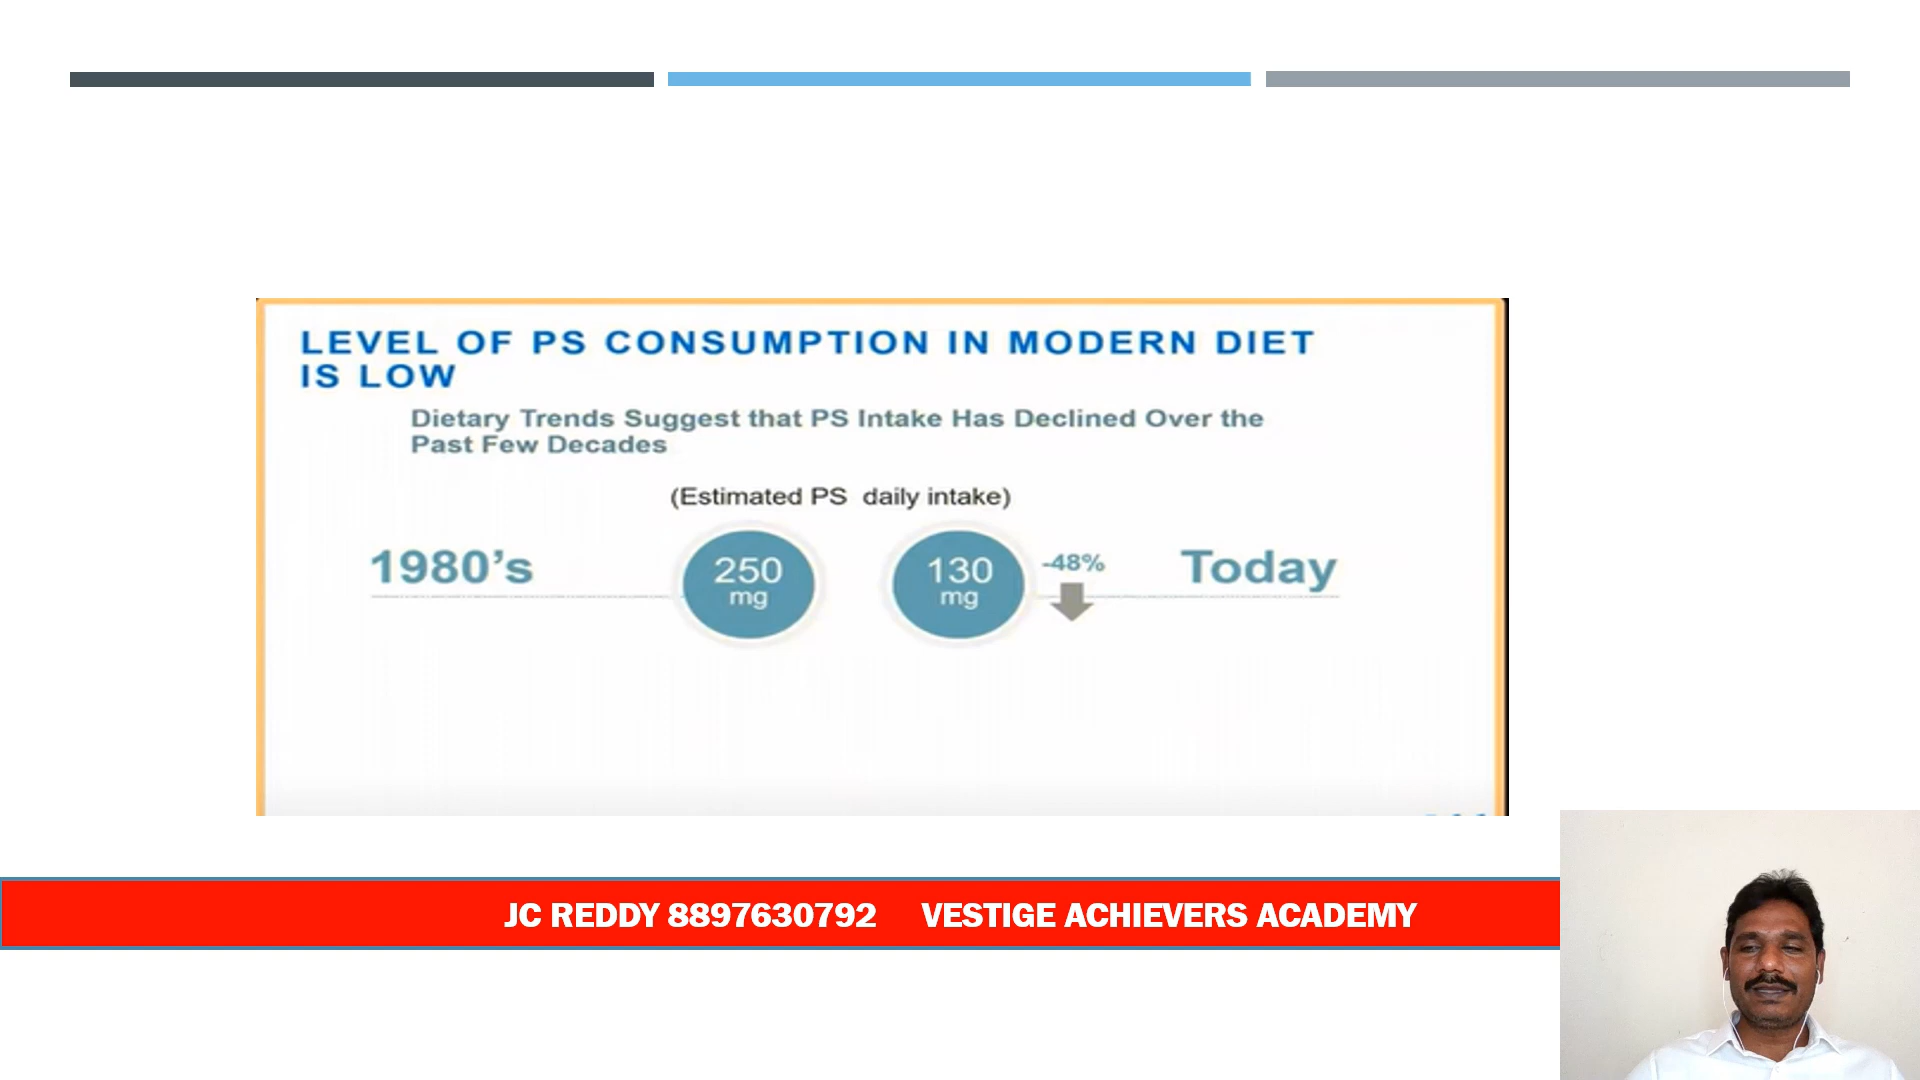 LEVEL OF PS CONSUMPTION IN MODERN DIET
IS LOW
Dietary Trends Suggest that PS Intake Has Declined Over the
Past Few Decades
(Estimated PS daily intake)
1980’s
250
mg
130
mg
-48%
Today
JC REDDY 8897630792 VESTIGE ACHIEVERS ACADEMY